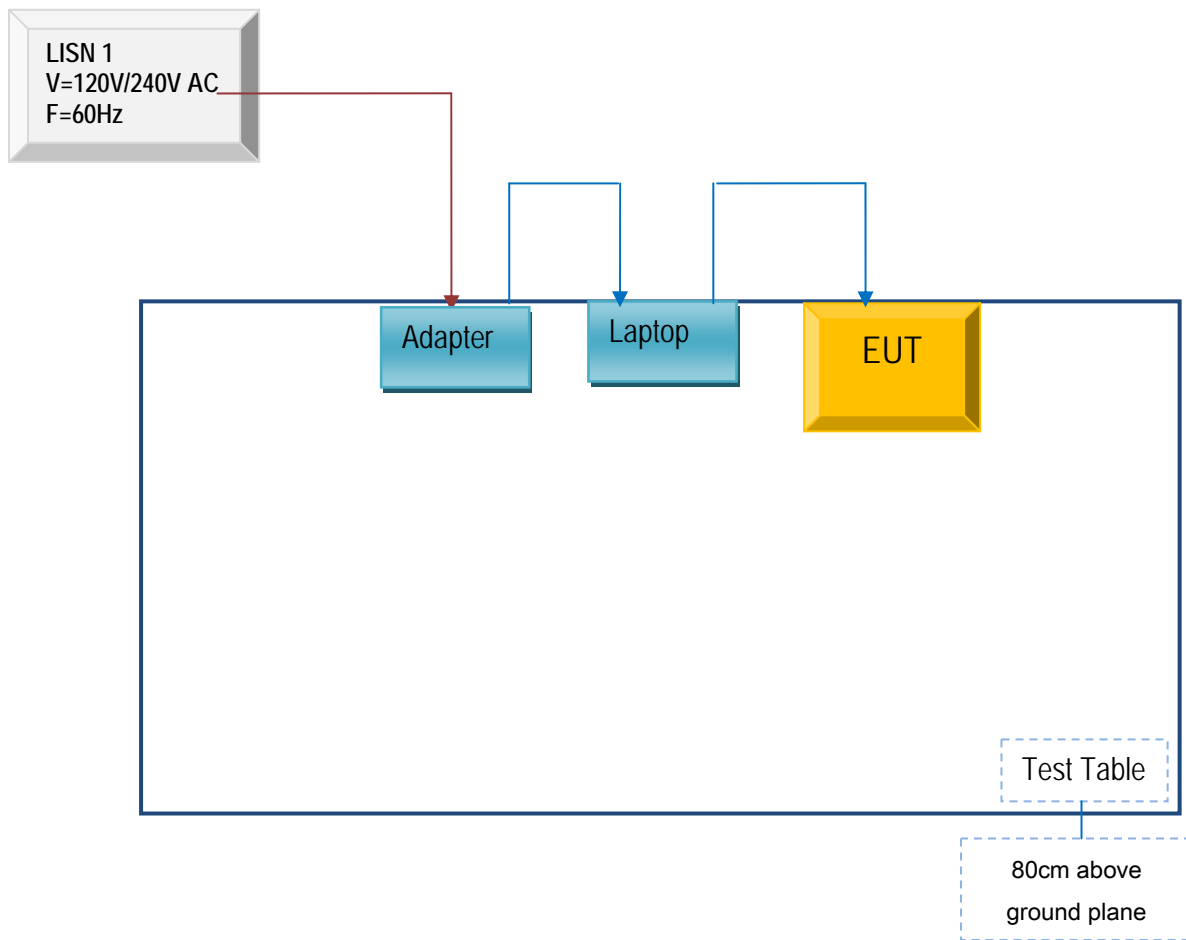 LISN 1
V=120V/240V AC
F=60Hz
Adapter
Laptop
EUT
Test Table
80cm above
ground plane